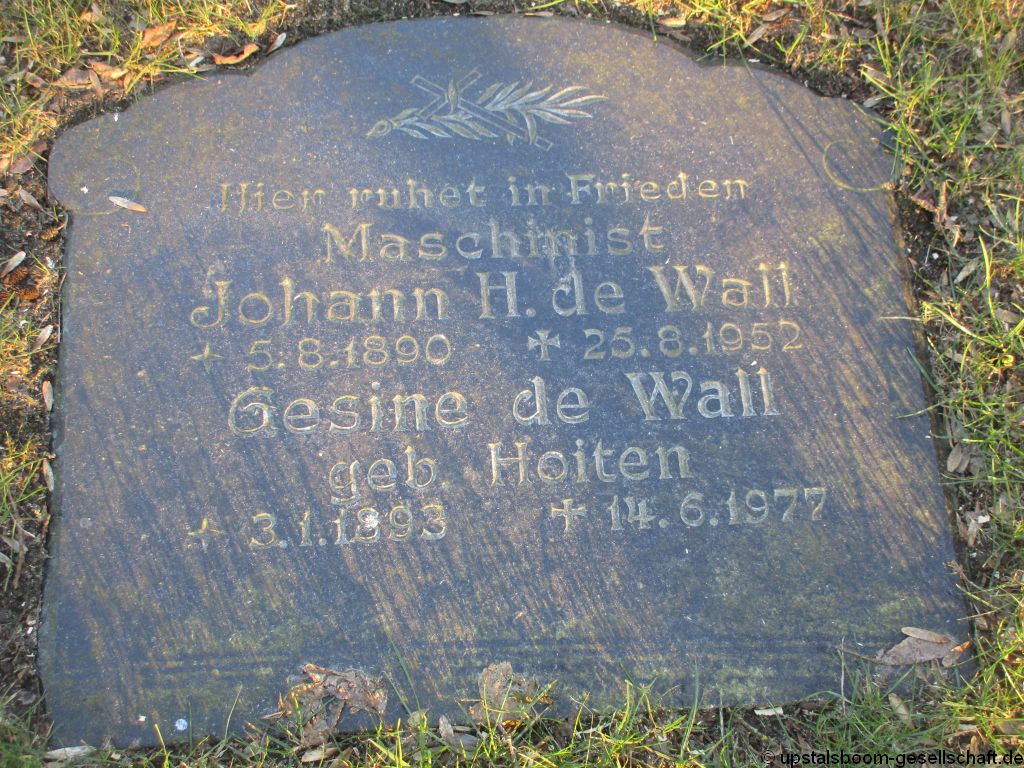 Hier ruhet in Frieden
Maschinist
Johann H. de Wall
5.8.1890 25.8.1952
Gesine de Wall
geb. Hoiten
3.1.1893 14.6.1977
© upstalsboom-gesellschaft.de